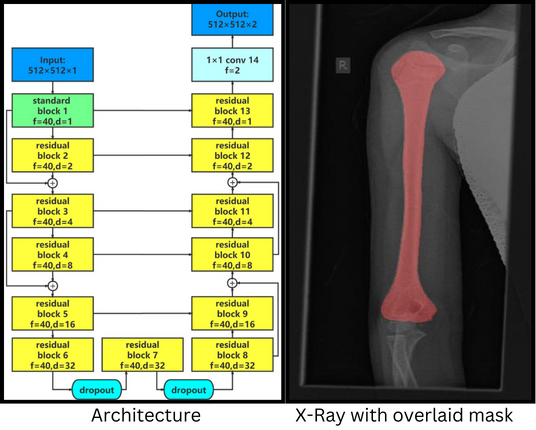 Output:
512×512×2
Input:
512×512×1
1×1 conv 14
f=2
standard
block 1
f=40,d=1
residual
block 13
f=40,d=1
residual
block 2
f=40,d=2
residual
block 12
f=40,d=2
residual
block 3
f=40,d=4
residual
block 11
f=40,d=4
residual
block 4
f=40,d=8
residual
block 10
f=40,d=8
residual
block 5
f=40,d=16
residual
block 9
f=40,d=16
residual
block 6
f=40,d=32
residual
block 7
f=40,d=32
residual
block 8
f=40,d=32
dropout
dropout
R
Architecture
X-Ray with overlaid mask